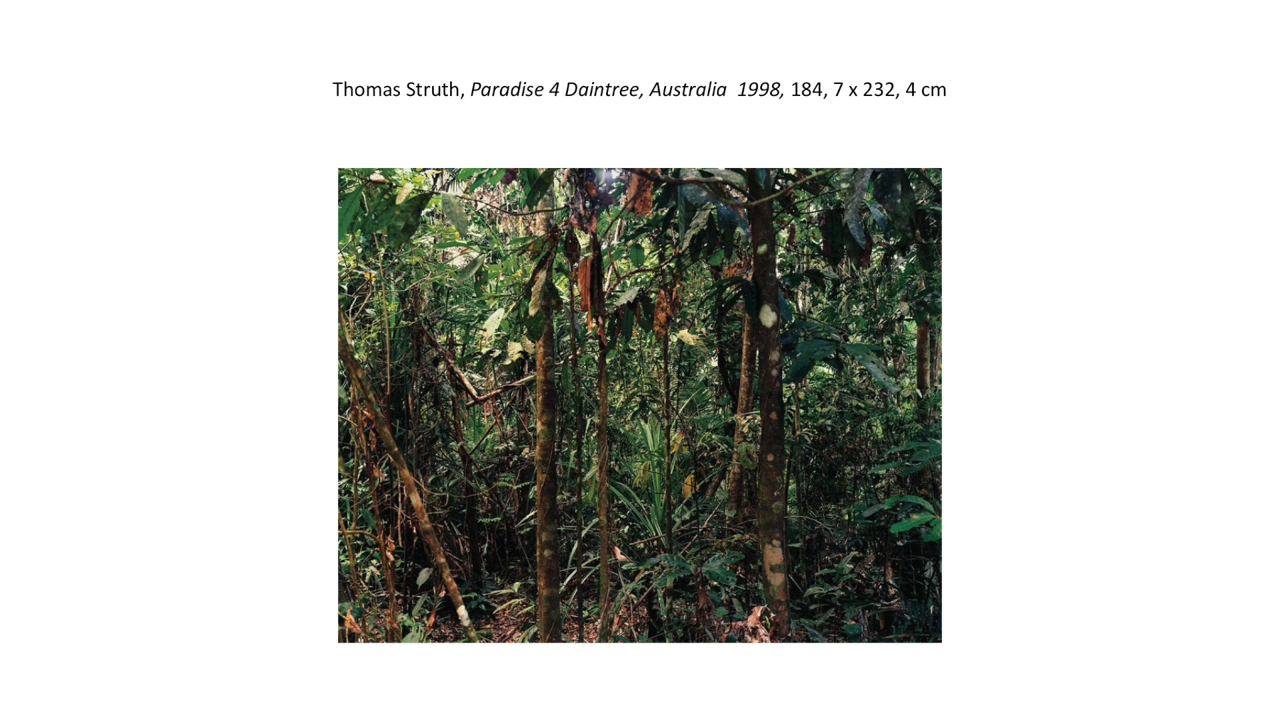 Thomas Struth, Paradise 4 Daintree, Australia  1998, 184, 7 x 232, 4 cm